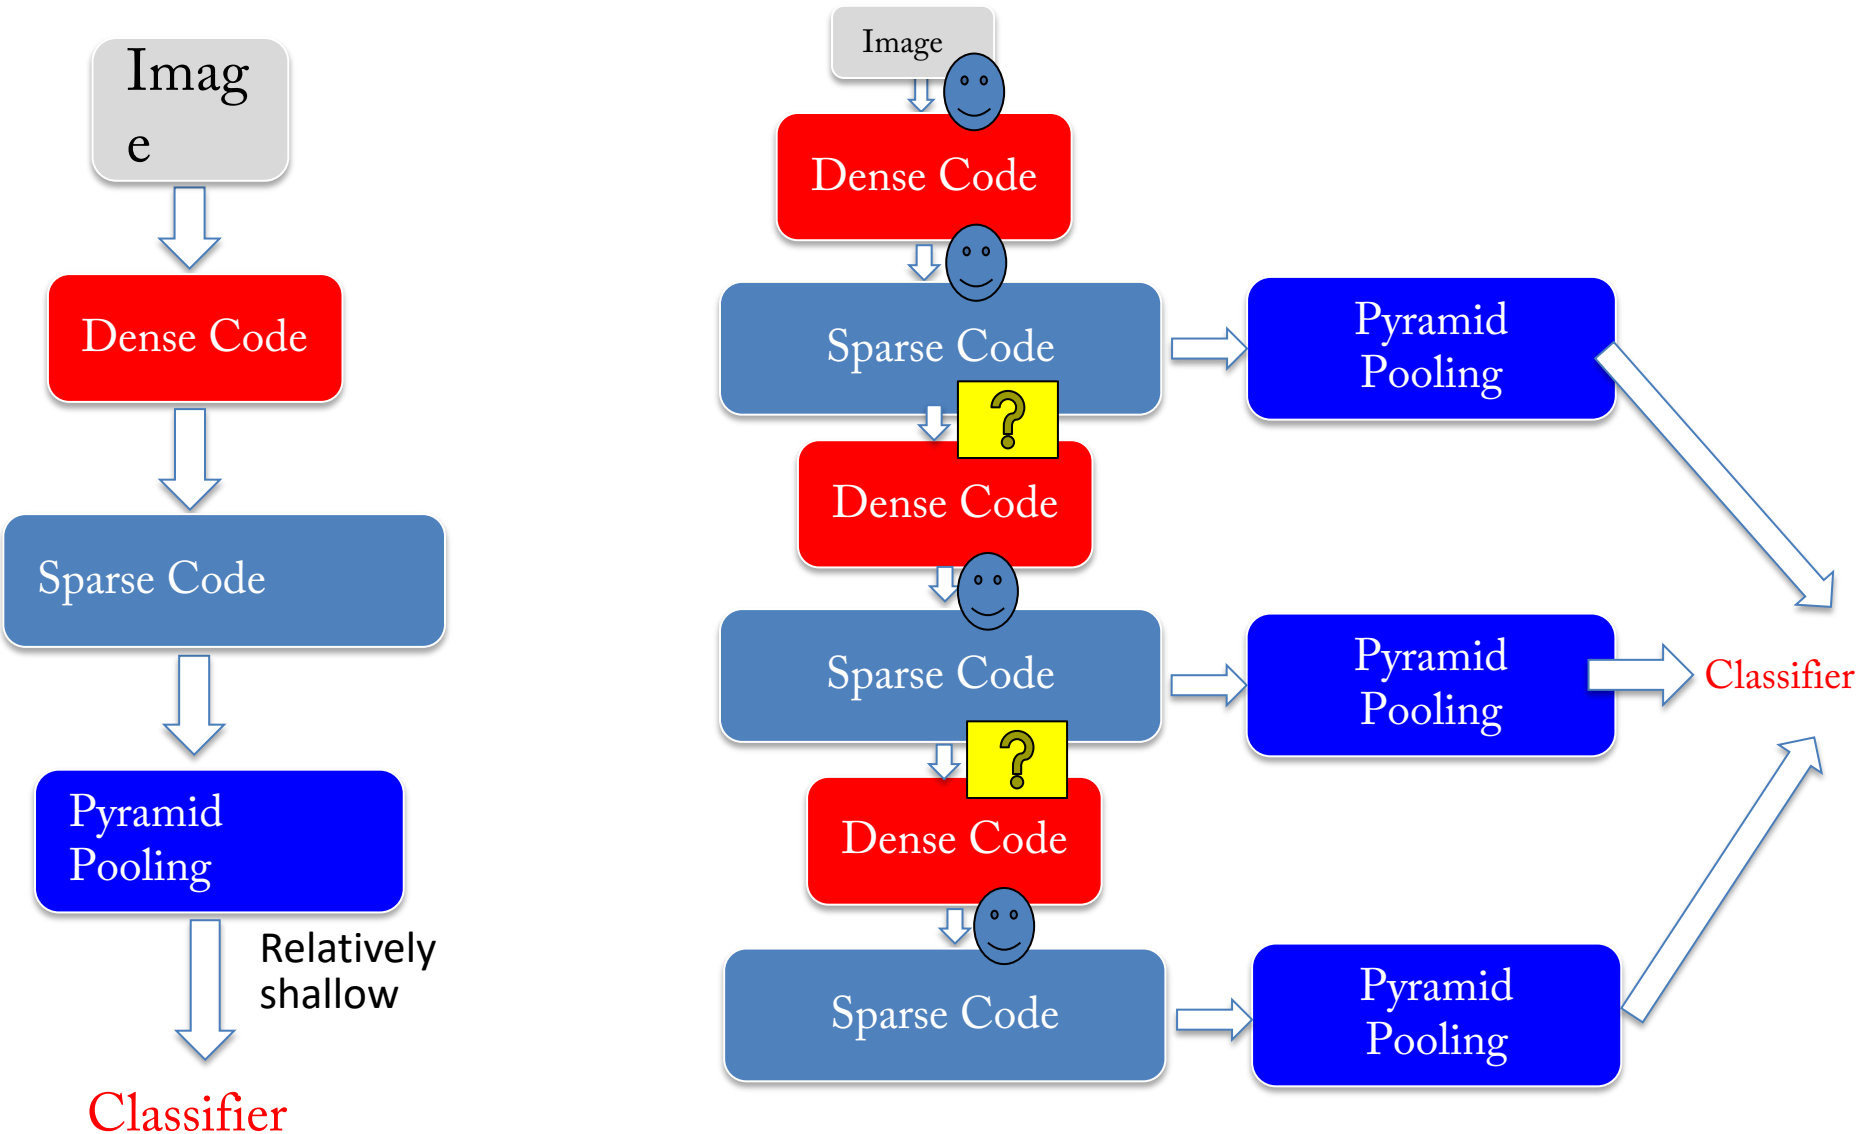 Imag
e
Dense Code
Sparse Code
Pyramid
Pooling
Relatively
shallow
Classifier
Image
Dense Code
Sparse Code
Pyramid
Pooling
?
Dense Code
Sparse Code
Pyramid
Pooling
Classifier
?
Dense Code
Sparse Code
Pyramid
Pooling